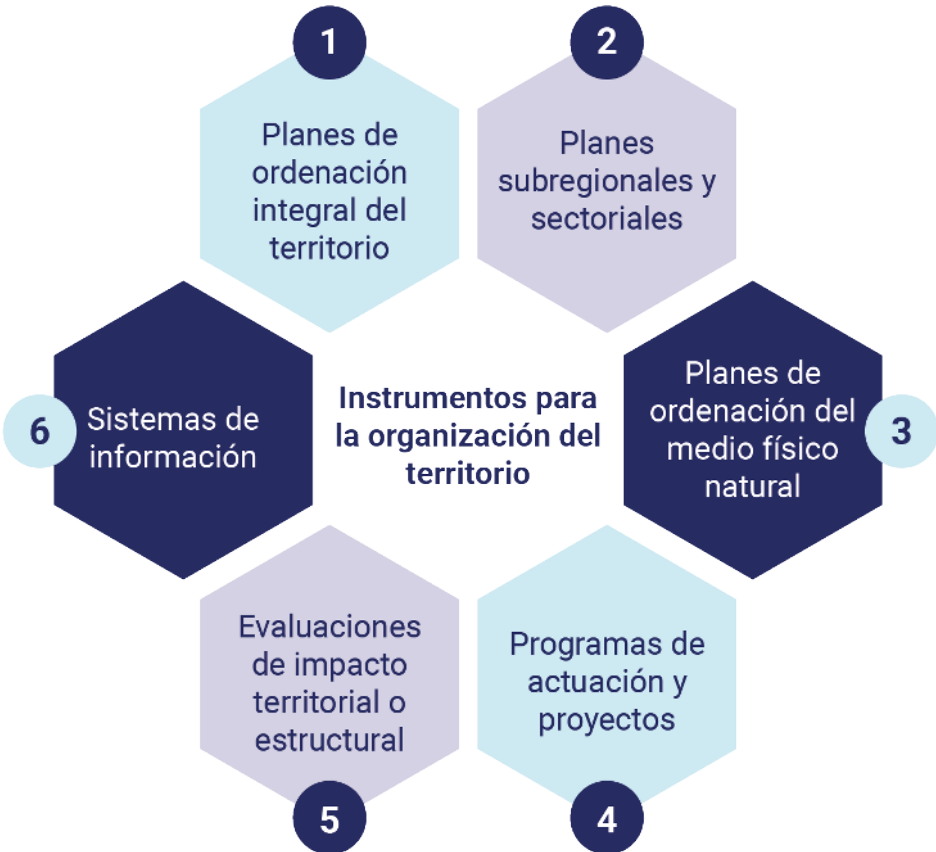 1
Planes de
ordenación
integral del
territorio
2
Planes
subregionales y
sectoriales
Planes de
ordenación del
medio físico
natural
3
Programas de
actuación y
proyectos
4
Evaluaciones
de impacto
territorial o
estructural
5
6
Sistemas de
información
Instrumentos para
la organización del
territorio